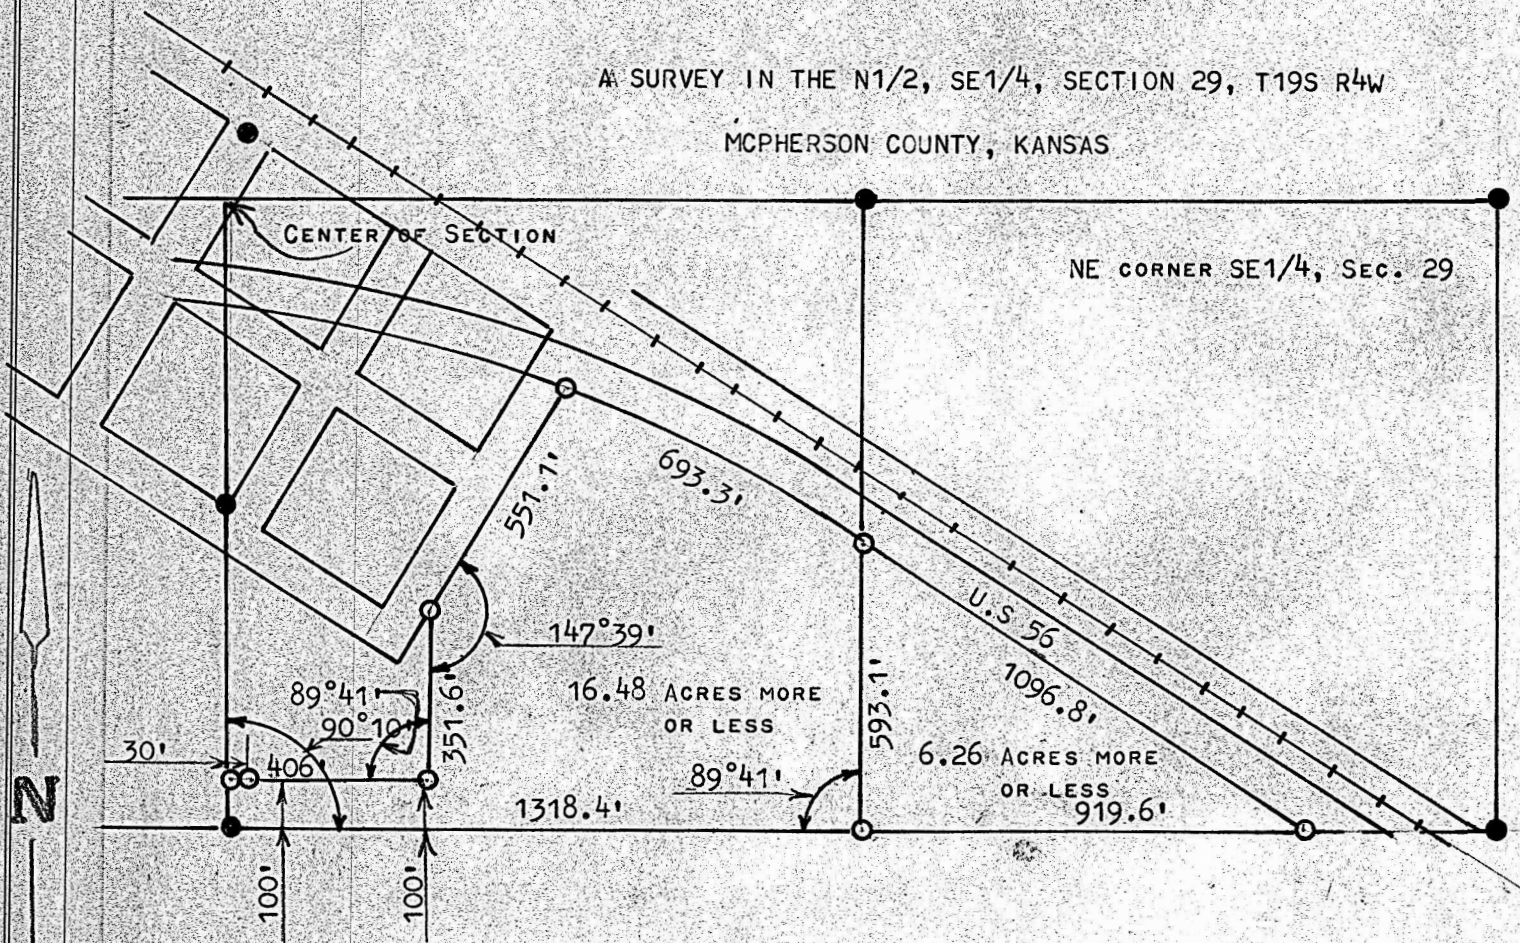 A SURVEY IN THE N1/2, SE1/4, SECTION 29, T19S R4W
MCPHERSON COUNTY, KANSAS
CENTER OF SECTION
NE CORNER SE1/4, SEC. 29
693.3'
551.7'
147°39'
U.S 56
1096.8'
89°41'
90°10'
351.6'
16.48 ACRES MORE
OR LESS
593.1'
30'
406'
6.26 ACRES MORE
OR LESS
89°41'
1318.4'
919.6'
N
100'
100'